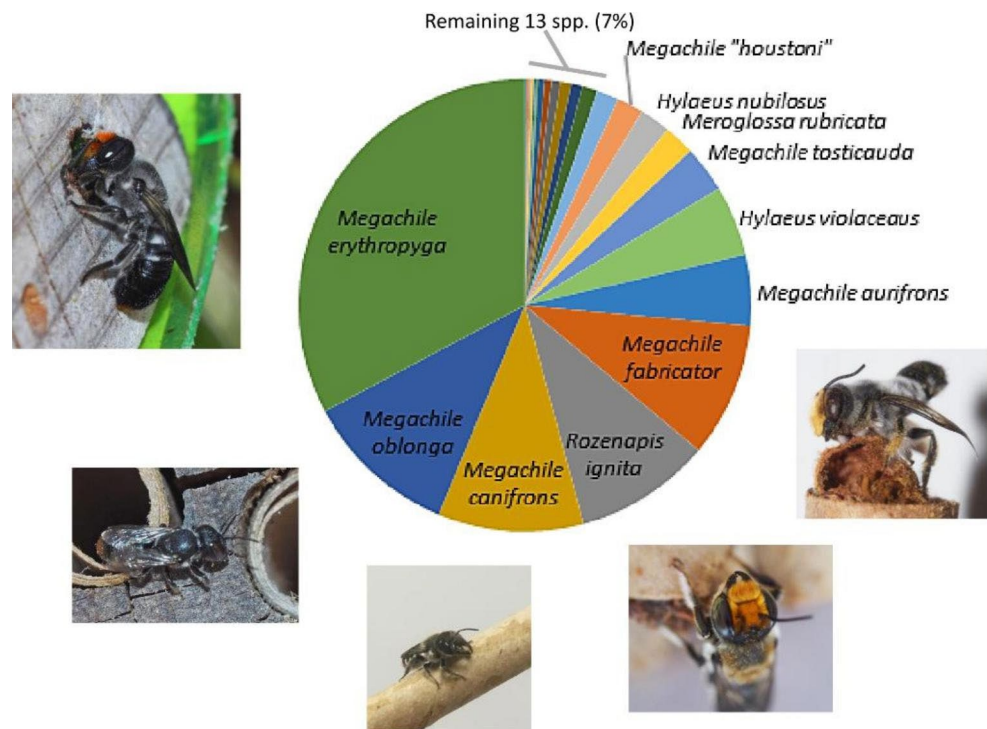 Remaining 13 spp. (7%)
Megachile "houstoni"
Hylaeus nubilosus
Meroglossa rubricata
Megachile tosticauda
Hylaeus violaceaus
Megachile aurifrons
Megachile
fabricator
Rozenapis
ignita
Megachile
canifrons
Megachile
oblonga
Megachile
erythropyga